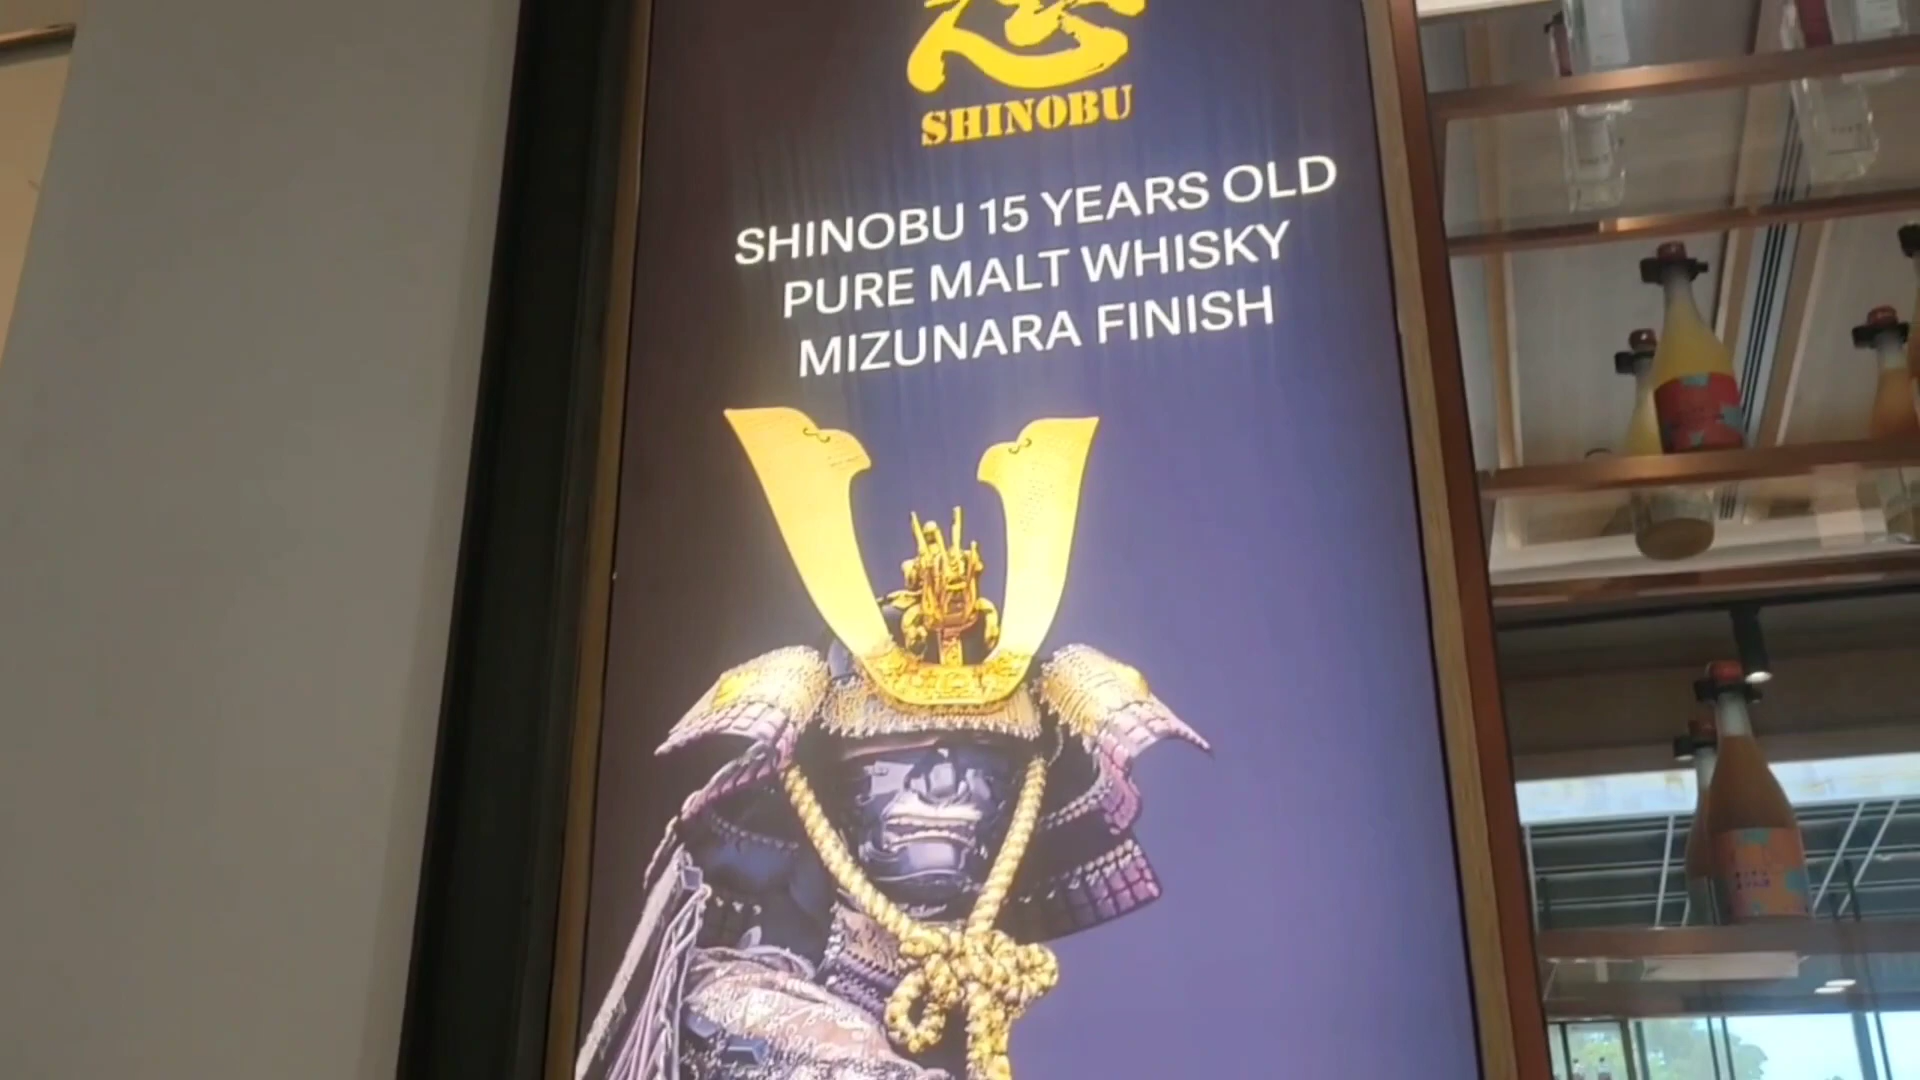 忍
SHINOBU
SHINOBU 15 YEARS OLD
PURE MALT WHISKY
MIZUNARA FINISH